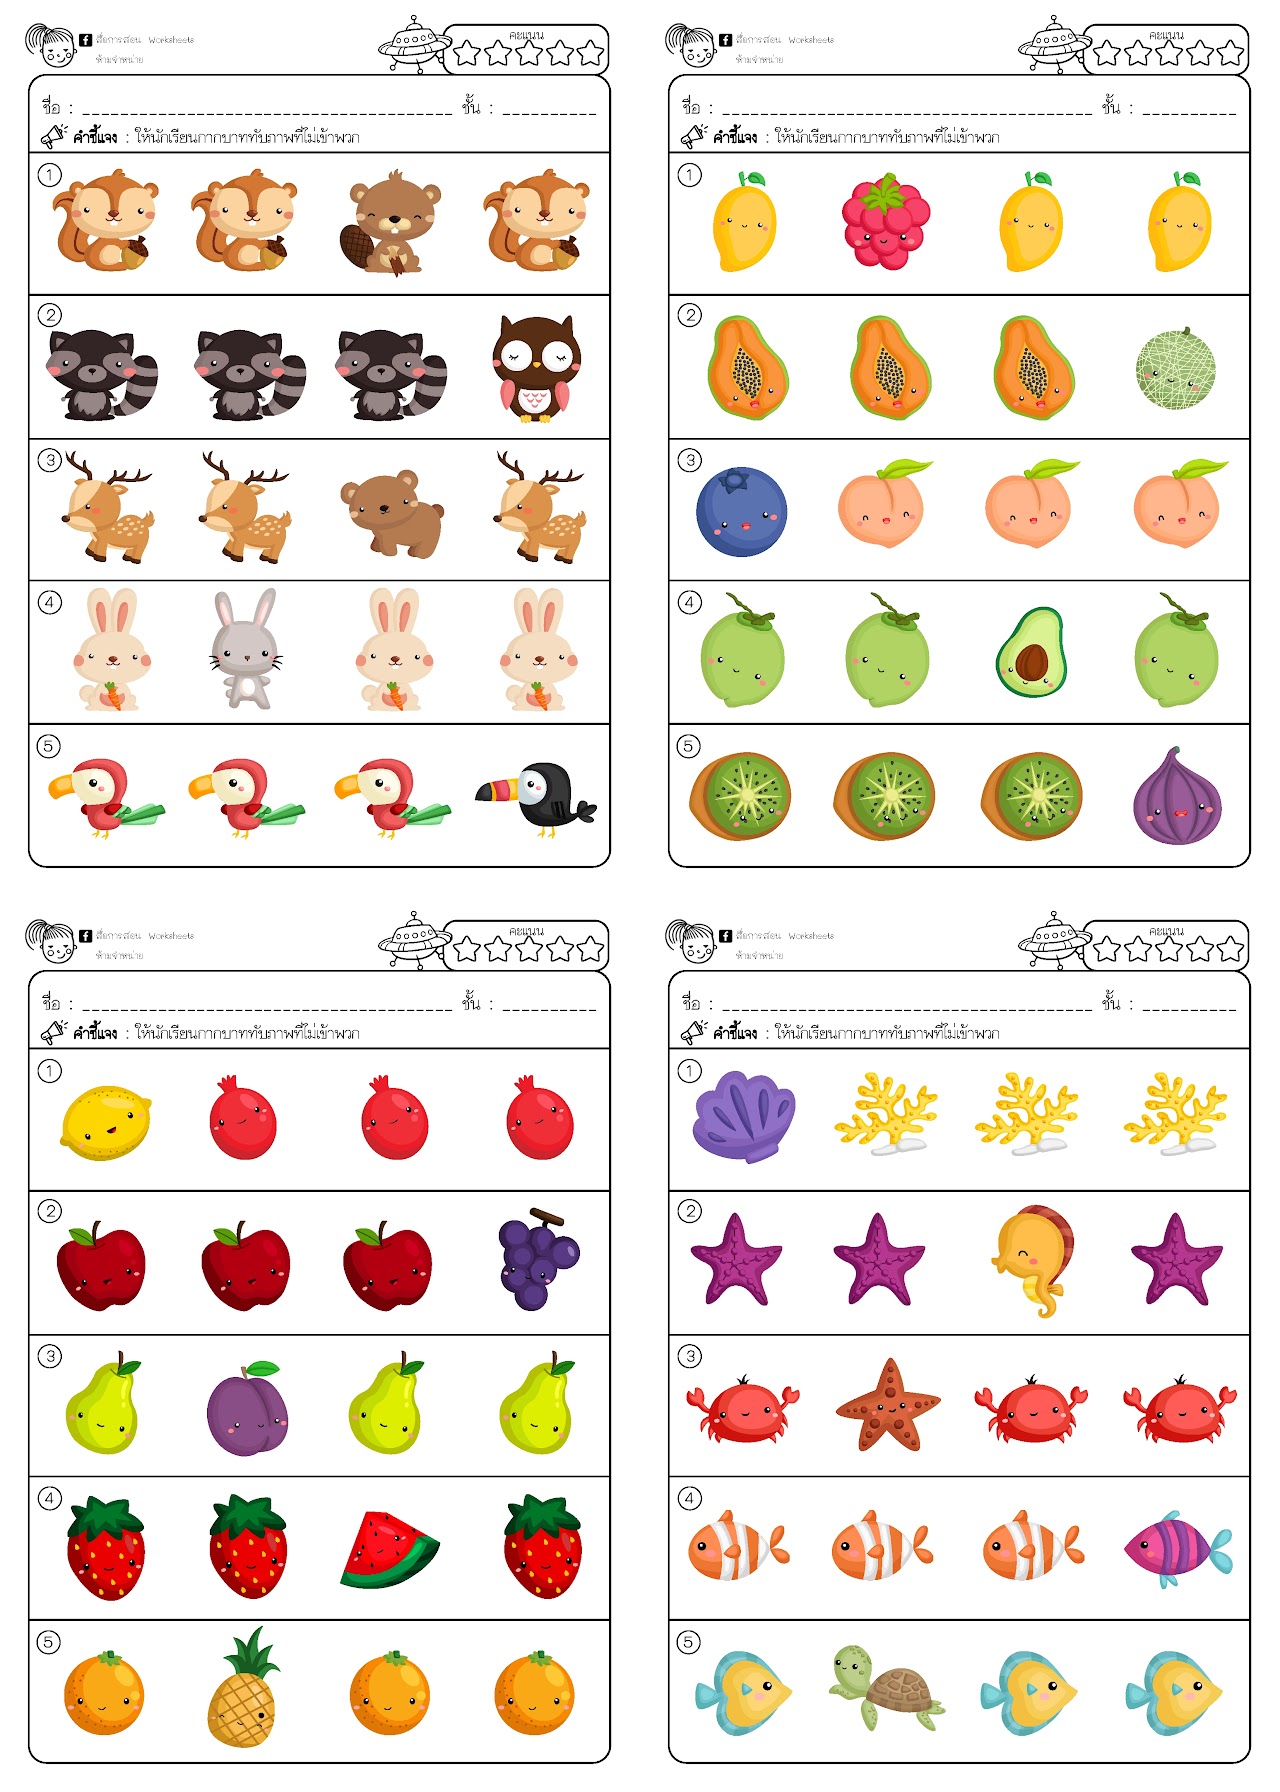 สื่อการสอน Worksheets
ห้ามจำหน่าย
คะแนน
ชื่อ : ชั้น :
คำชี้แจง : ให้นักเรียนกากบาททับภาพที่ไม่เข้าพวก
1
2
3
4
5
สื่อการสอน Worksheets
ห้ามจำหน่าย
คะแนน
ชื่อ : ชั้น :
คำชี้แจง : ให้นักเรียนกากบาททับภาพที่ไม่เข้าพวก
1
2
3
4
5
สื่อการสอน Worksheets
ห้ามจำหน่าย
คะแนน
ชื่อ : ชั้น :
คำชี้แจง : ให้นักเรียนกากบาททับภาพที่ไม่เข้าพวก
1
2
3
4
5
สื่อการสอน Worksheets
ห้ามจำหน่าย
คะแนน
ชื่อ : ชั้น :
คำชี้แจง : ให้นักเรียนกากบาททับภาพที่ไม่เข้าพวก
1
2
3
4
5